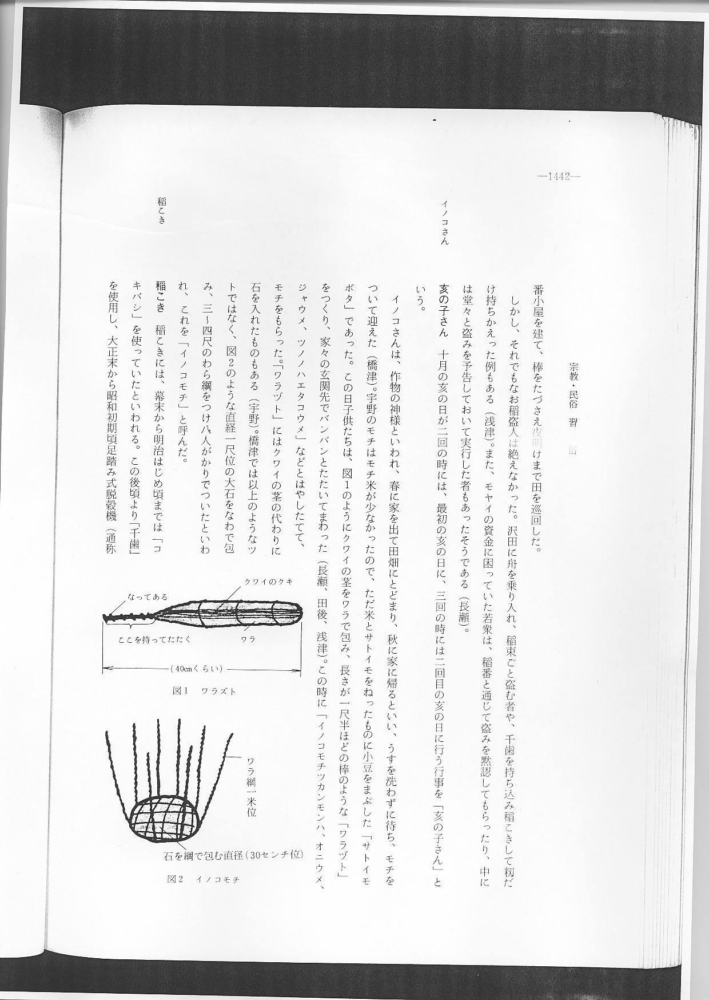 ―1442―
宗教・民俗 習 俗
番小屋を建て、棒をたづさえ夜明けまで田を巡回した。
しかし、それでもなお稲盗人は絶えなかった。沢田に舟を乗り入れ、稲束ごと盗む者や、千歯を持ち込み稲こきして籾だ
け持ちかえった例もある（浅津）。また、モヤイの資金に困っていた若衆は、稲番と通じて盗みを黙認してもらったり、中に
は堂々と盗みを予告しておいて実行した者もあったそうである（長瀬）。
イノコさん
亥の子さん 十月の亥の日が二回の時には、最初の亥の日に、三回の時には二回目の亥の日に行う行事を「亥の子さん」と
いう。
イノコさんは、作物の神様といわれ、春に家を出て田畑にとどまり、秋に家に帰るといい、うすを洗わずに待ち、モチを
ついて迎えた（橋津）。宇野のモチはモチ米が少なかったので、ただ米とサトイモをねったものに小豆をまぶした「サトイモ
ボタ」であった。この日子供たちは、図1のようにクワイの茎をワラで包み、長さが一尺半ほどの棒のような「ワラヅト」
をつくり、家々の玄関先でバンバンとたたいてまわった（長瀬、田後、浅津）。この時に「イノコモチツカンモンハ、オニウメ、
ジャウメ、ツノノハエタコウメ」などとはやしたてて、
モチをもらった。「ワラヅト」にはクワイの茎の代わりに
石を入れたものもある（宇野）。橋津では以上のようなツ
トではなく、図2のような直経一尺位の大石をなわで包
み、三～四尺のわら綱をつけ八人がかりでついたといわ
れ、これを「イノコモチ」と呼んだ。
稲こき
稲こき 稲こきには、幕末から明治はじめ頃までは「コ
キバシ」を使っていたといわれる。この後頃より「千歯」
を使用し、大正末から昭和初期頃足踏み式脱穀機（通称
クワイのクキ
なってある
ここを持ってたたく
ワラ
(40cmくらい)
図1 ワラズト
ワラ綱一米位
石を綱で包む直径(30センチ位)
図2 イノコモチ